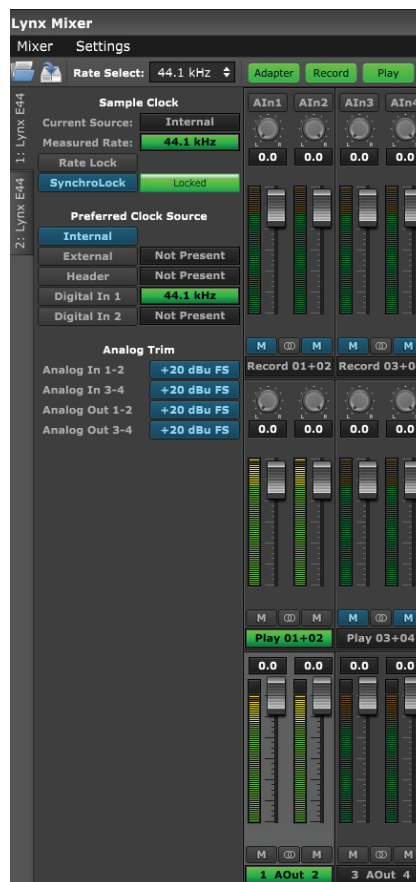 Lynx Mixer
Mixer Settings
Rate Select: 44.1 kHz Adapter Record Play
1: Lynx E44
2: Lynx E44
Sample Clock
Current Source: Internal
Measured Rate: 44.1 kHz
Rate Lock
SynchroLock Locked
Preferred Clock Source
Internal
External Not Present
Header Not Present
Digital In 1 44.1 kHz
Digital In 2 Not Present
Analog Trim
Analog In 1-2 +20 dBu FS
Analog In 3-4 +20 dBu FS
Analog Out 1-2 +20 dBu FS
Analog Out 3-4 +20 dBu FS
AIn1 AIn2 AIn3 AIn4
L R L R L R L
0.0 0.0 0.0 0.0
M M M M
Record 01+02 Record 03+0
L R L R L R L
0.0 0.0 0.0 0.0
M M M M
Play 01+02 Play 03+04
0.0 0.0 0.0 0.0
M M M M
1 AOut 2 3 AOut 4